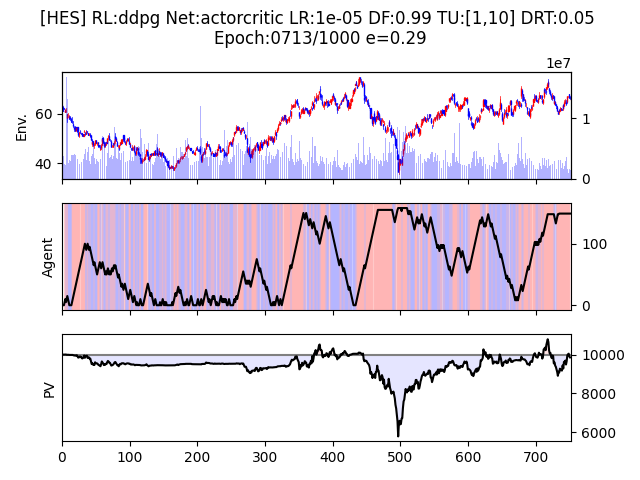 [HES] RL:ddpg Net:actorcritic LR:1e-05 DF:0.99 TU:[1,10] DRT:0.05
Epoch:0713/1000 e=0.29
1e7
Env.
60
40
1
0
Agent
100
0
PV
10000
8000
6000
0 100 200 300 400 500 600 700